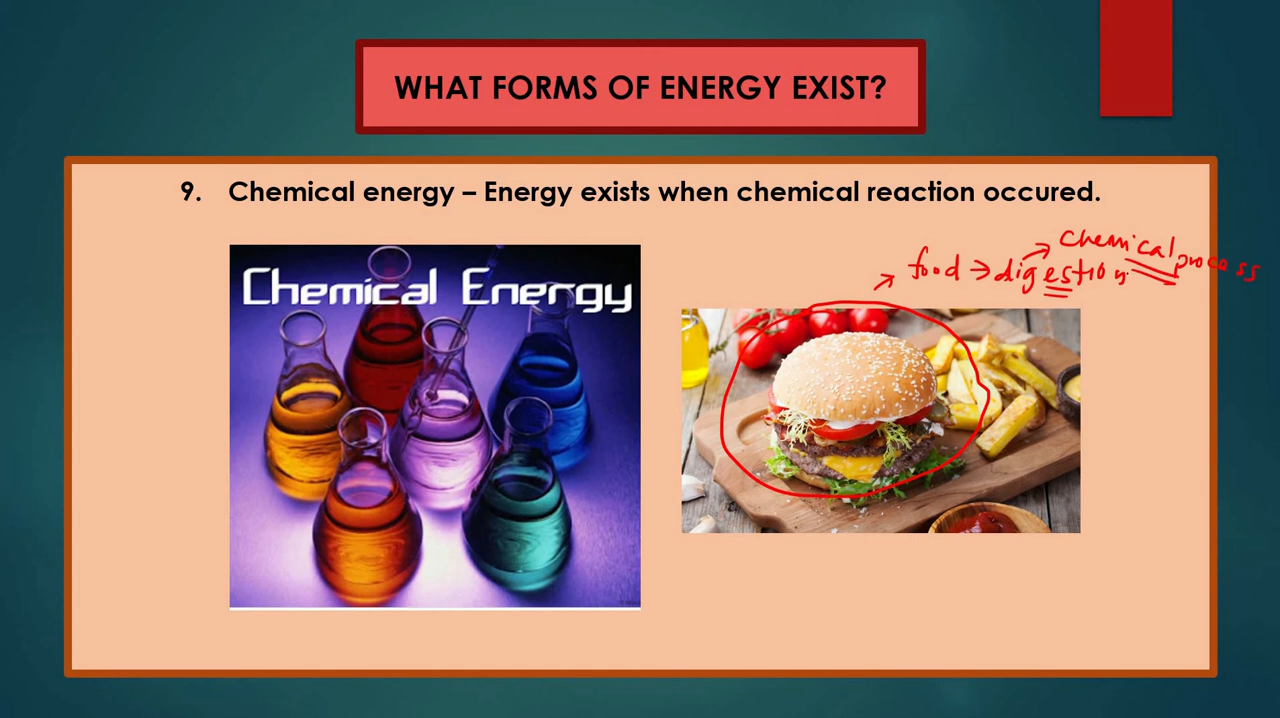 WHAT FORMS OF ENERGY EXIST?
9. Chemical energy – Energy exists when chemical reaction occured.
Chemical Energy
→ food → digestion → chemical process